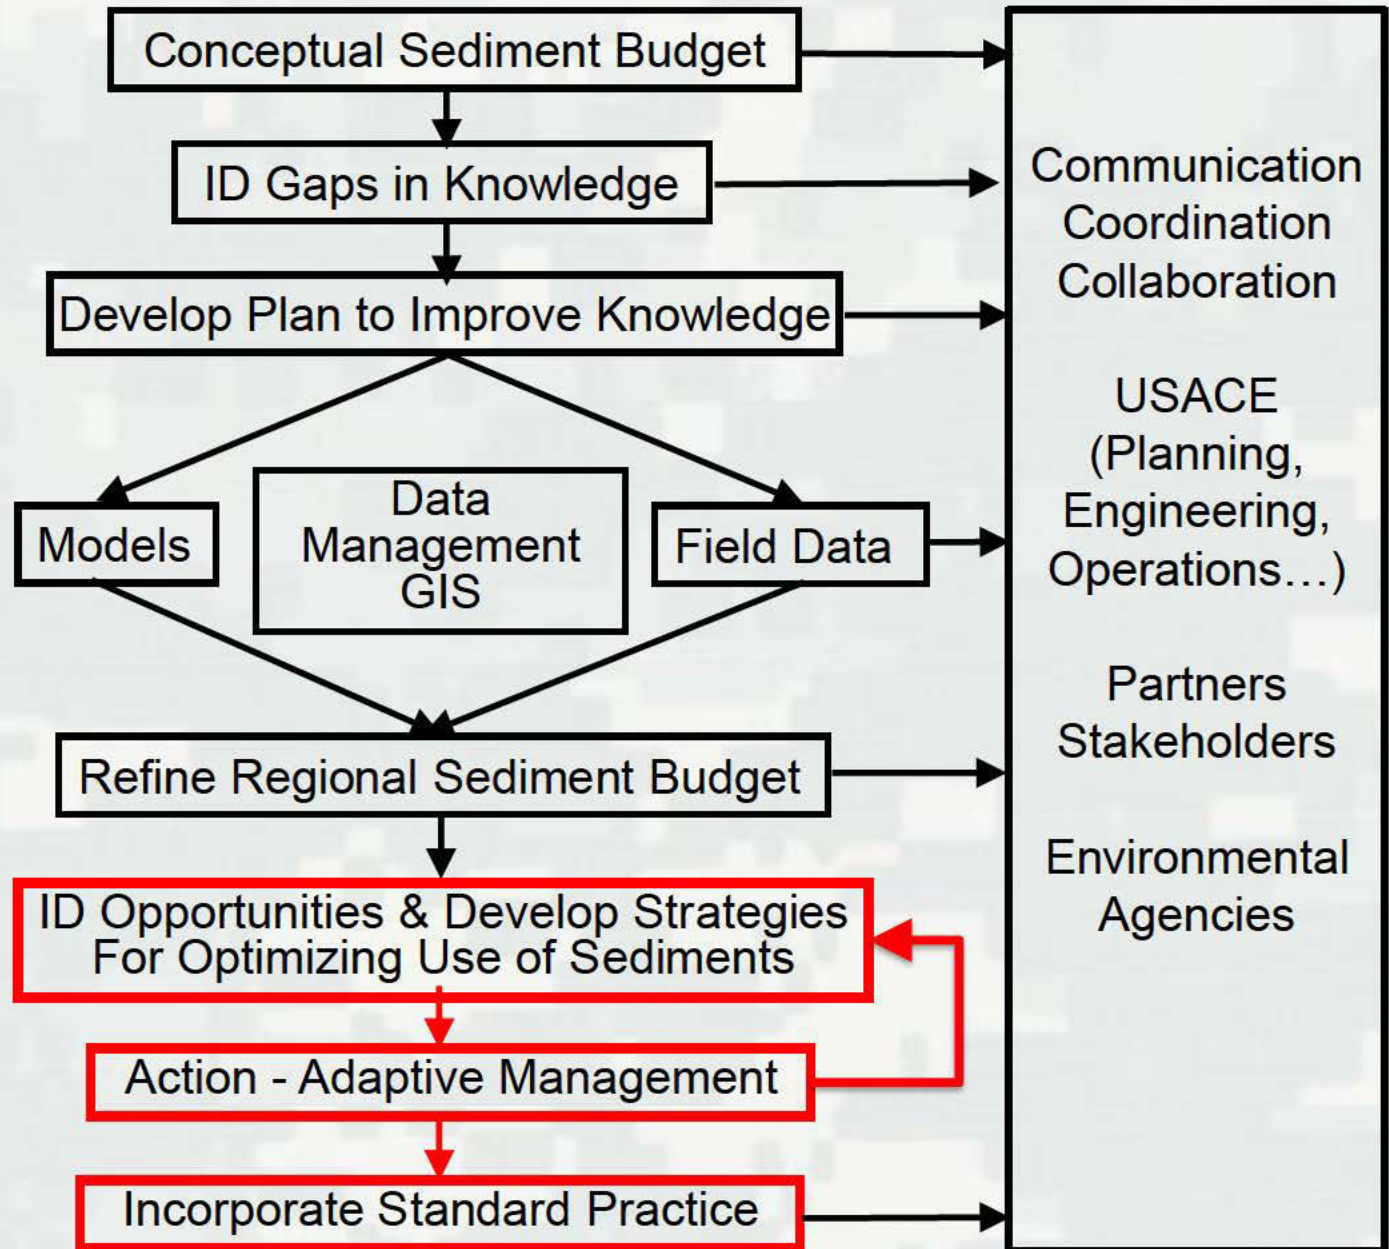 Conceptual Sediment Budget
ID Gaps in Knowledge
Develop Plan to Improve Knowledge
Models
Data
Management
GIS
Field Data
Refine Regional Sediment Budget
ID Opportunities & Develop Strategies
For Optimizing Use of Sediments
Action - Adaptive Management
Incorporate Standard Practice
Communication
Coordination
Collaboration
USACE
(Planning,
Engineering,
Operations…)
Partners
Stakeholders
Environmental
Agencies